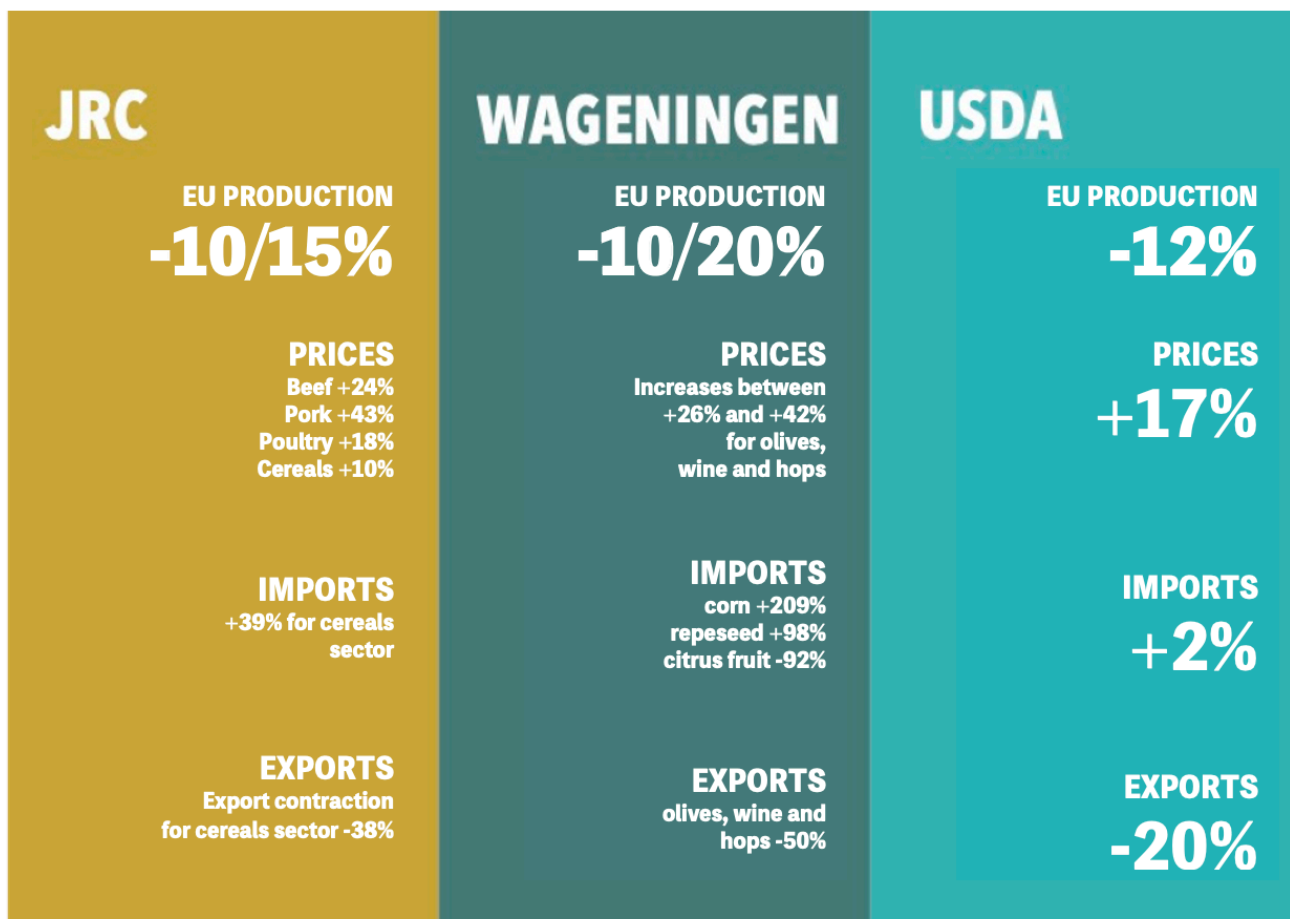 JRC
EU PRODUCTION
-10/15%
PRICES
Beef +24%
Pork +43%
Poultry +18%
Cereals +10%
IMPORTS
+39% for cereals
sector
EXPORTS
Export contraction
for cereals sector -38%
WAGENINGEN
EU PRODUCTION
-10/20%
PRICES
Increases between
+26% and +42%
for olives,
wine and hops
IMPORTS
corn +209%
repeseed +98%
citrus fruit -92%
EXPORTS
olives, wine and
hops -50%
USDA
EU PRODUCTION
-12%
PRICES
+17%
IMPORTS
+2%
EXPORTS
-20%